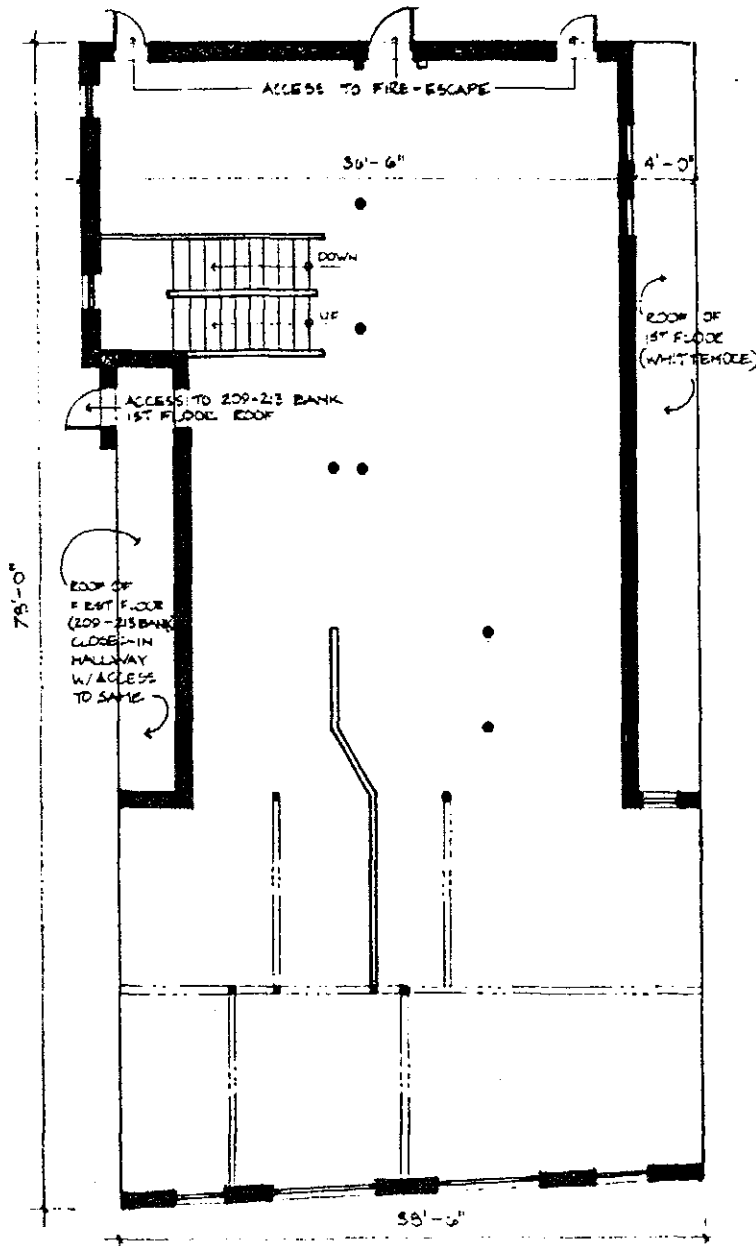 ACCESS TO FIRE-ESCAPE
36'-6"
4'-0"
DOWN
UP
ROOF OF
1ST FLOOR
(WHITTEMORE)
ACCESS TO 209-213 BANK
1ST FLOOR ROOF
78'-0"
ROOF OF
FIRST FLOOR
(209-213 BANK)
CLOSED-IN
HALLWAY
W/ACCESS
TO SAME
38'-6"